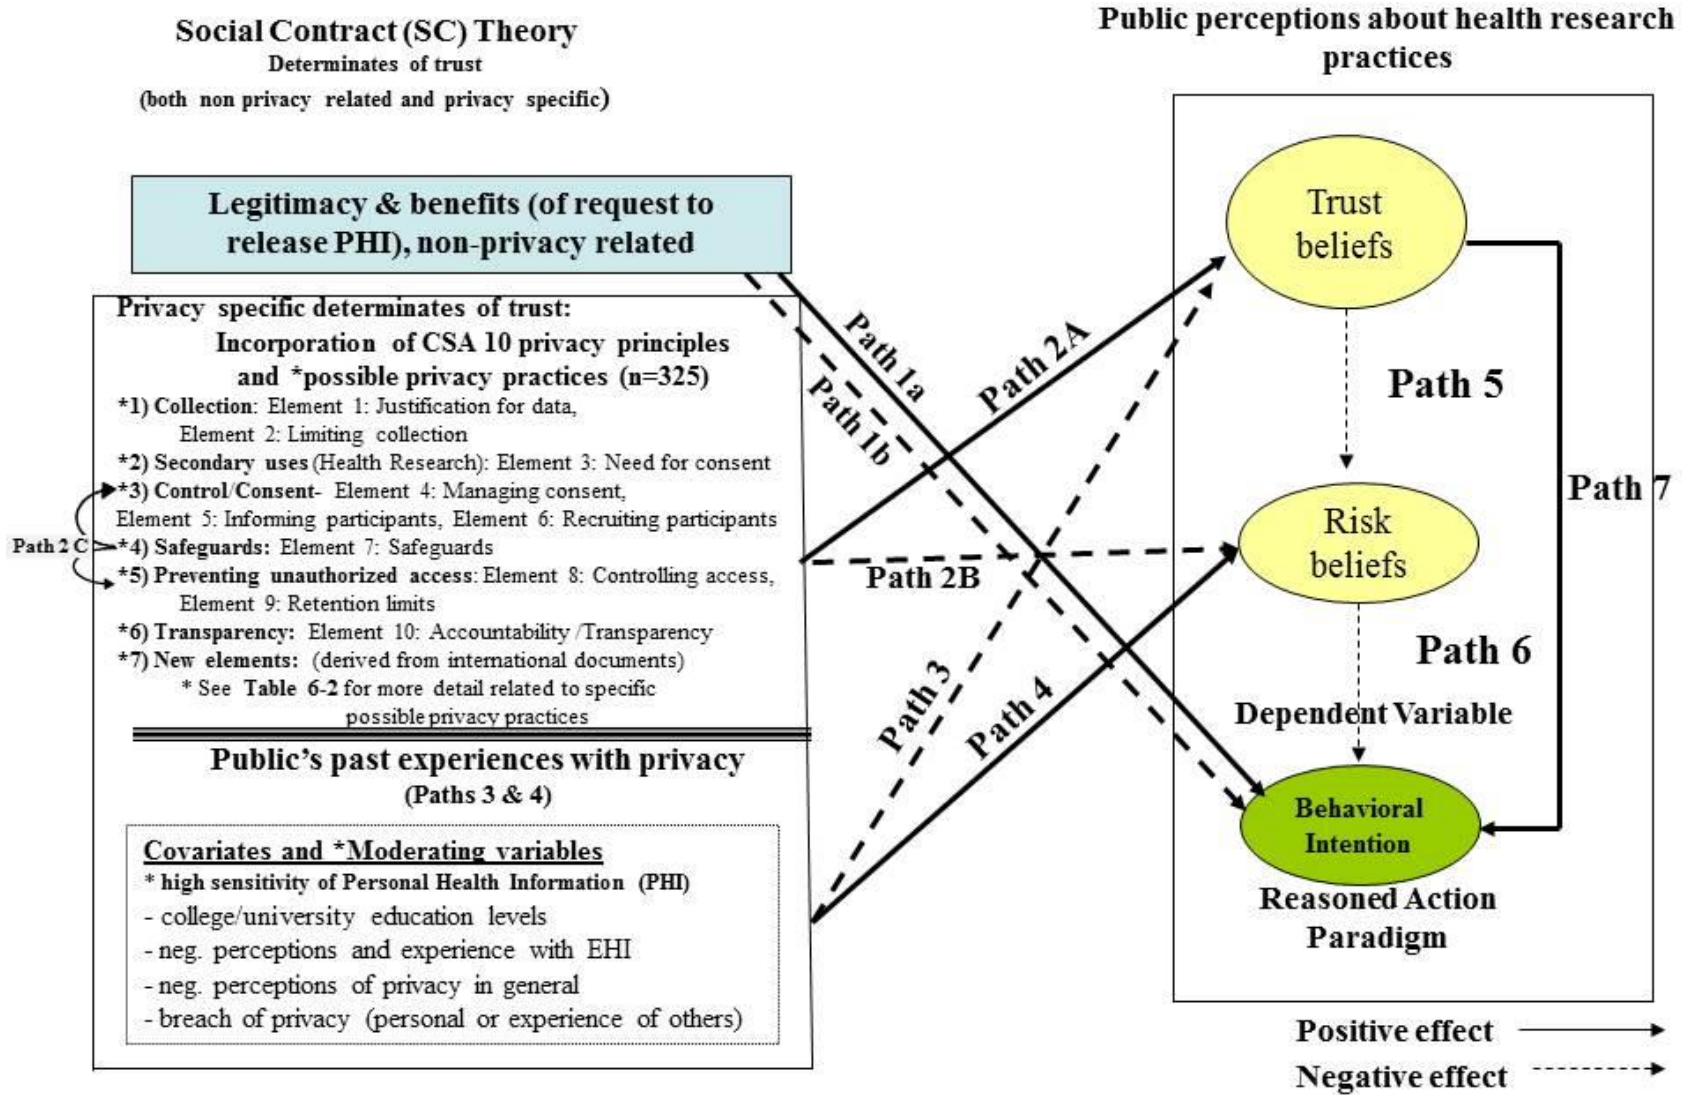 Social Contract (SC) Theory
Determinates of trust
(both non privacy related and privacy specific)
Public perceptions about health research
practices
Legitimacy & benefits (of request to
release PHI), non-privacy related
Privacy specific determinates of trust:
Incorporation of CSA 10 privacy principles
and *possible privacy practices (n=325)
*1) Collection: Element 1: Justification for data,
Element 2: Limiting collection
*2) Secondary uses (Health Research): Element 3: Need for consent
*3) Control/Consent- Element 4: Managing consent,
Element 5: Informing participants, Element 6: Recruiting participants
*4) Safeguards: Element 7: Safeguards
*5) Preventing unauthorized access: Element 8: Controlling access,
Element 9: Retention limits
*6) Transparency: Element 10: Accountability /Transparency
*7) New elements: (derived from international documents)
* See Table 6-2 for more detail related to specific
possible privacy practices
Path 2 C
Public's past experiences with privacy
(Paths 3 & 4)
Covariates and *Moderating variables
* high sensitivity of Personal Health Information (PHI)
- college/university education levels
- neg. perceptions and experience with EHI
- neg. perceptions of privacy in general
- breach of privacy (personal or experience of others)
Path 1a
Path 1b
Path 2A
Path 2B
Path 3
Path 4
Trust
beliefs
Path 5
Path 7
Risk
beliefs
Path 6
Dependent Variable
Behavioral
Intention
Reasoned Action
Paradigm
Positive effect
Negative effect